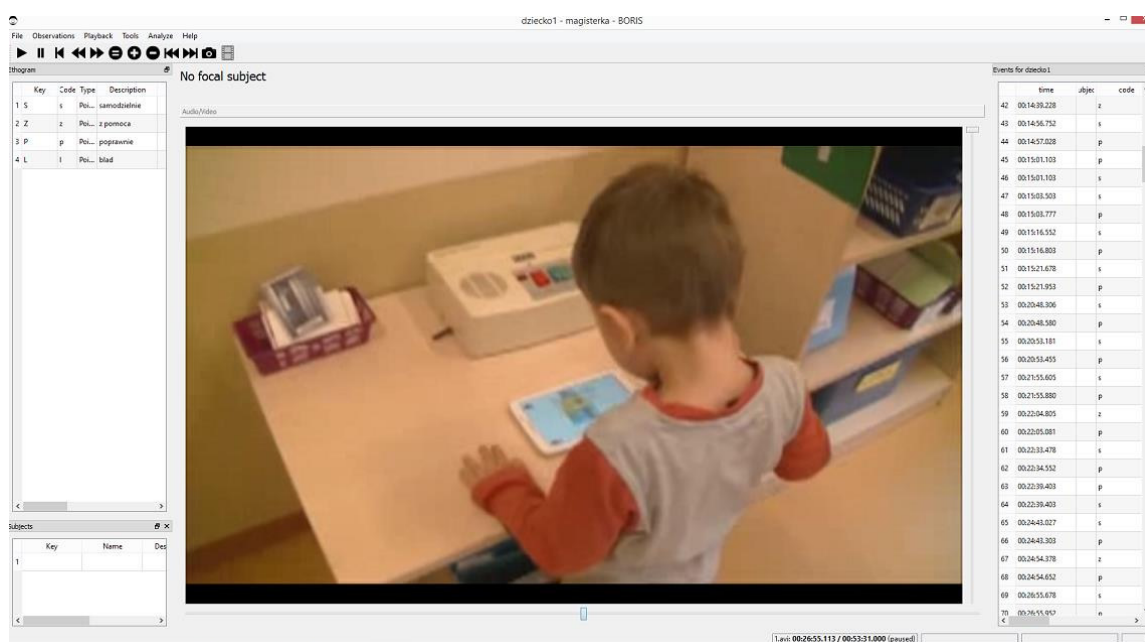 dziecko1 - magisterka - BORIS
File Observations Playback Tools Analyze Help
Ethogram
Key Code Type Description
1 S s Poi... samodzielnie
2 Z z Poi... z pomoca
3 P p Poi... poprawnie
4 L l Poi... blad
Subjects
Key Name Des
1
No focal subject
Audio/Video
Events for dziecko1
time ubjec code
42 00:14:39.228 z
43 00:14:56.752 s
44 00:14:57.028 p
45 00:15:01.103 p
46 00:15:01.103 s
47 00:15:03.503 s
48 00:15:03.777 p
49 00:15:16.552 s
50 00:15:16.803 p
51 00:15:21.678 s
52 00:15:21.953 p
53 00:20:48.306 s
54 00:20:48.580 p
55 00:20:53.181 s
56 00:20:53.455 p
57 00:21:55.605 s
58 00:21:55.880 p
59 00:22:04.805 z
60 00:22:05.081 p
61 00:22:33.478 s
62 00:22:34.552 p
63 00:22:39.403 p
64 00:22:39.403 s
65 00:24:43.027 s
66 00:24:43.303 p
67 00:24:54.378 z
68 00:24:54.652 p
69 00:26:55.678 s
70 00:26:55.952 p
1.avi: 00:26:55.113 / 00:53:31.000 (paused)